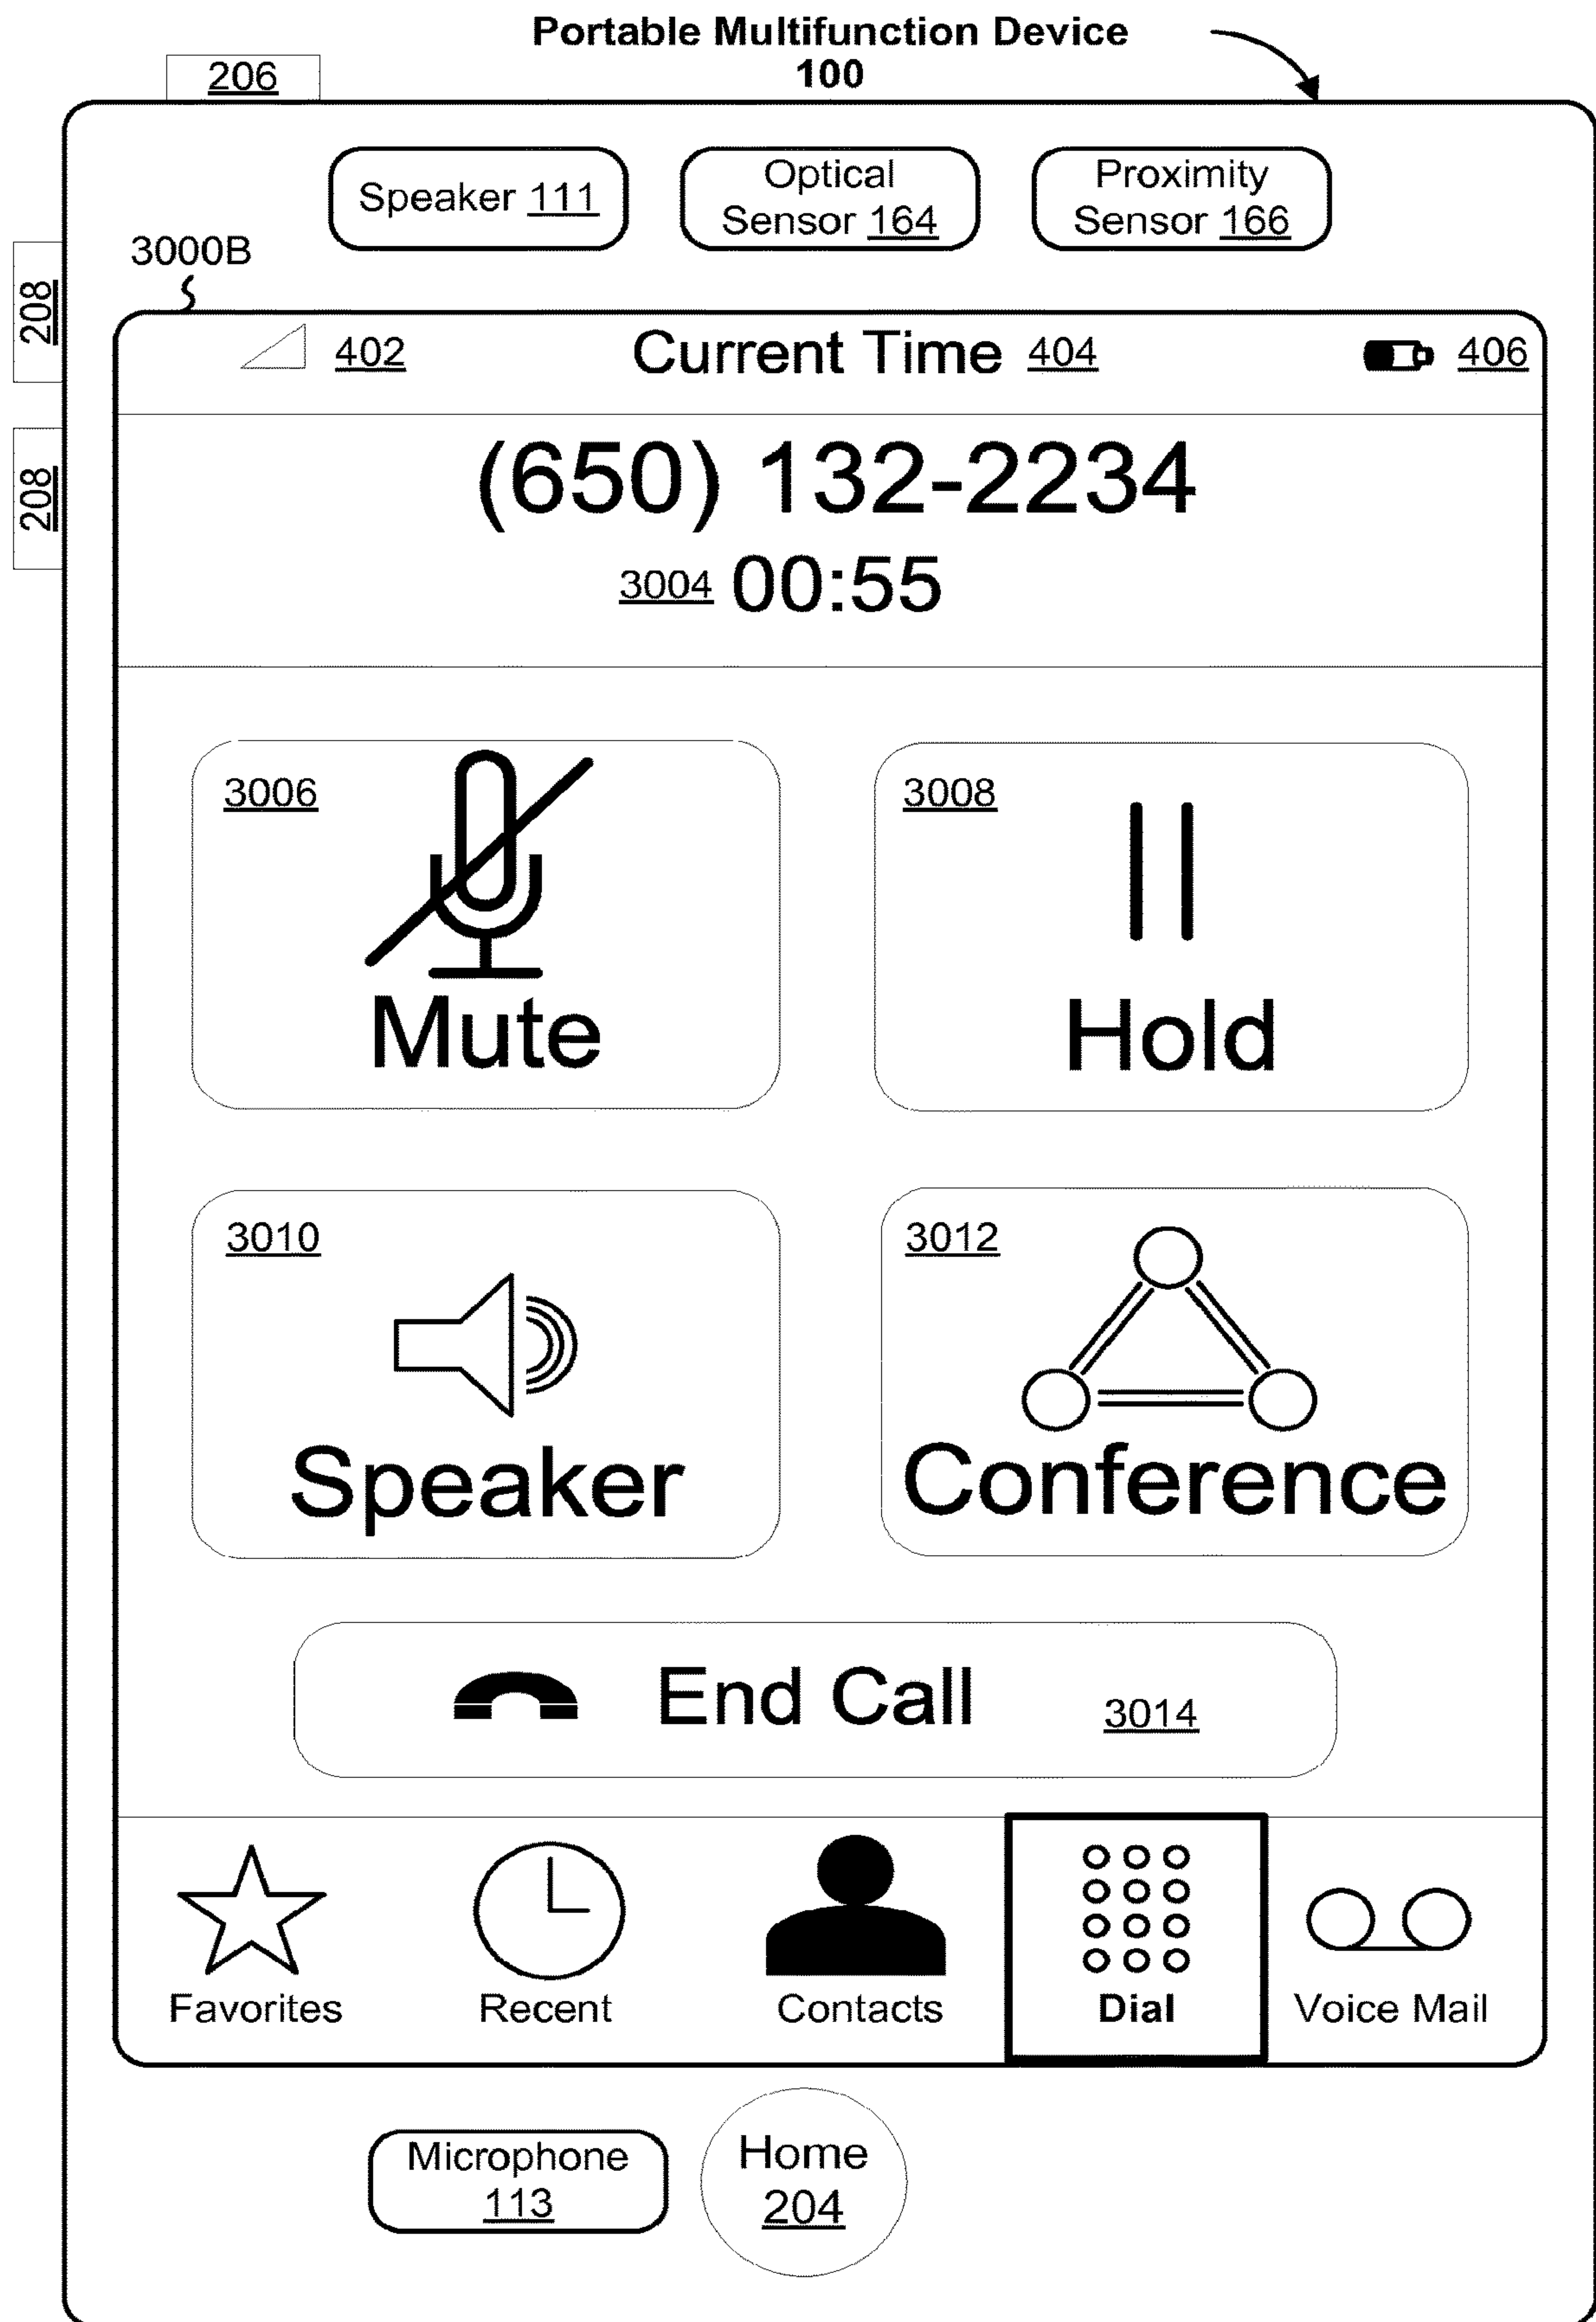 Portable Multifunction Device
100
206
Speaker 111
Optical
Sensor 164
Proximity
Sensor 166
3000B
208
208
402
Current Time 404
406
(650) 132-2234
3004 00:55
3006
Mute
3008
Hold
3010
Speaker
3012
Conference
End Call 3014
Favorites
Recent
Contacts
Dial
Voice Mail
Microphone
113
Home
204